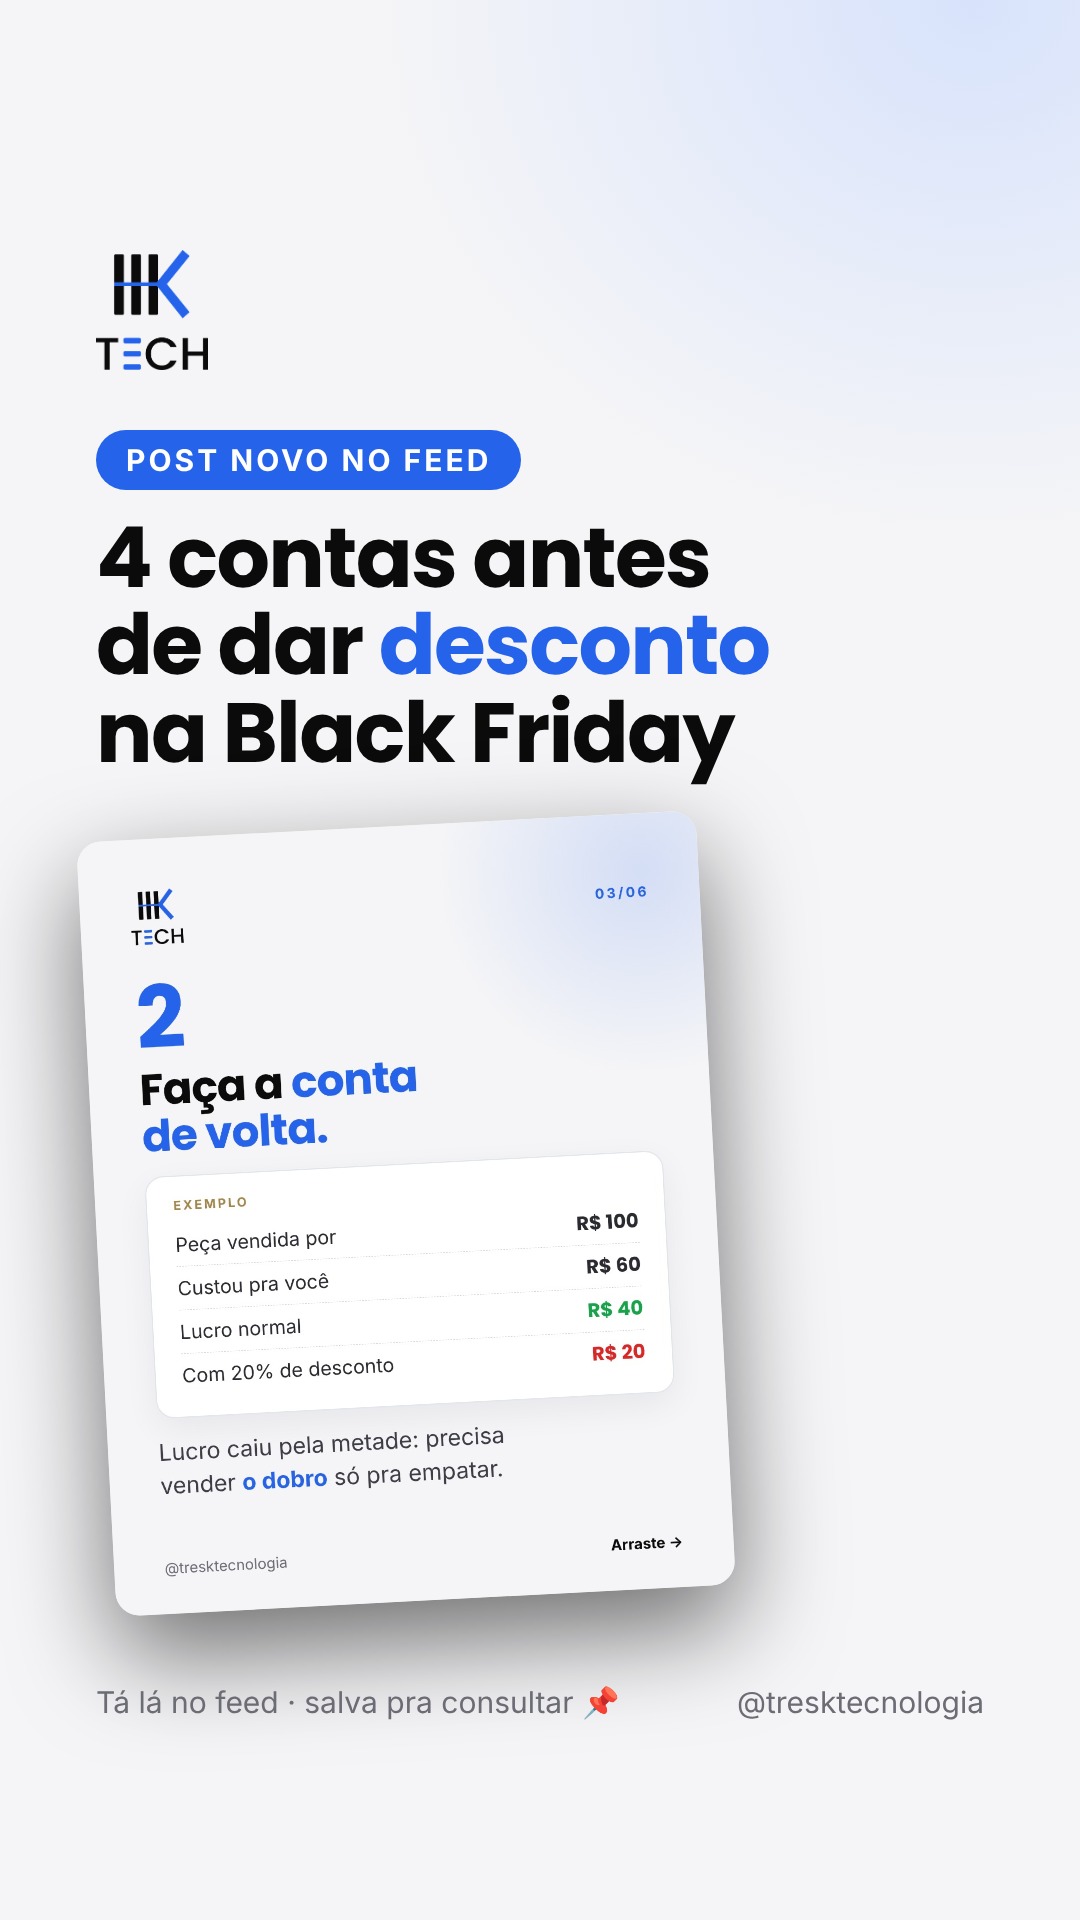 TECH
POST NOVO NO FEED
4 contas antes
de dar desconto
na Black Friday
TECH
03/06
2
Faça a conta
de volta.
EXEMPLO
Peça vendida por R$ 100
Custou pra você R$ 60
Lucro normal R$ 40
Com 20% de desconto R$ 20
Lucro caiu pela metade: precisa
vender o dobro só pra empatar.
@tresktecnologia Arraste →
Tá lá no feed · salva pra consultar 📌 @tresktecnologia